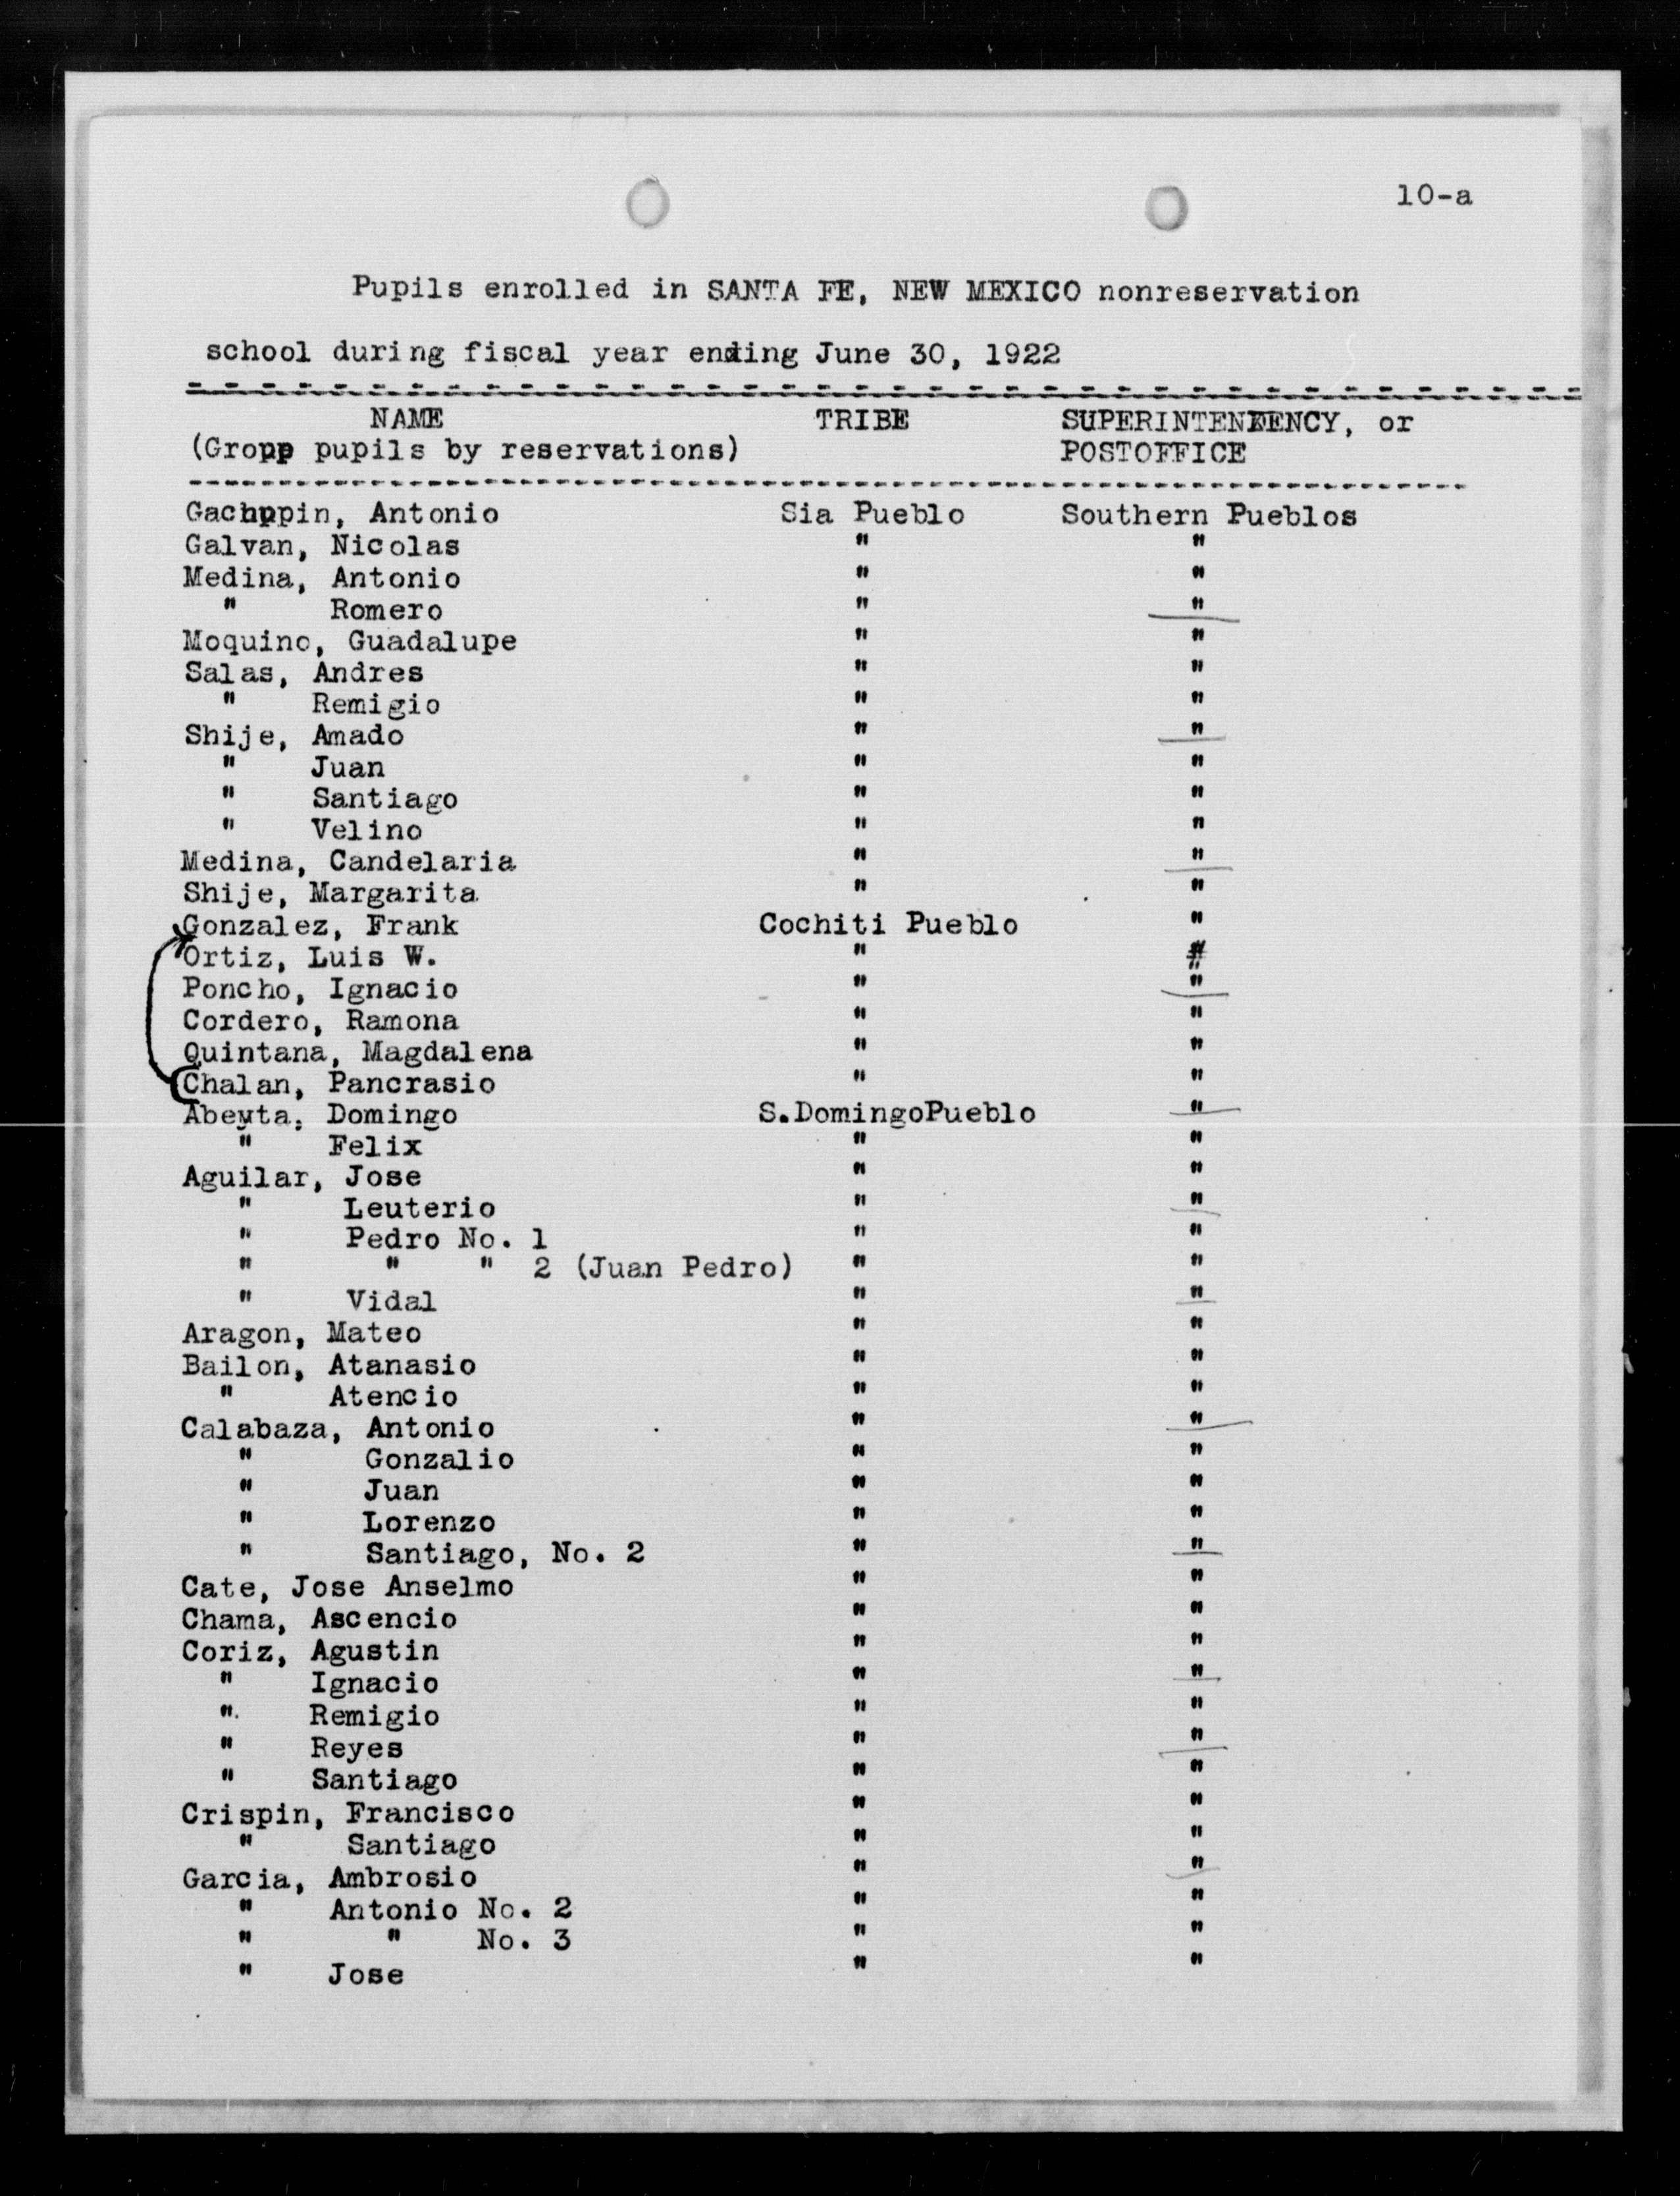 10-a
Pupils enrolled in SANTA FE, NEW MEXICO nonreservation
school during fiscal year ending June 30, 1922
NAME TRIBE SUPERINTENDENCY, or
(Group pupils by reservations) POSTOFFICE
Gachupin, Antonio Sia Pueblo Southern Pueblos
Galvan, Nicolas " "
Medina, Antonio " "
" Romero " "
Moquino, Guadalupe " "
Salas, Andres " "
" Remigio " "
Shije, Amado " "
" Juan " "
" Santiago " "
" Velino " "
Medina, Candelaria " "
Shije, Margarita " "
Gonzalez, Frank Cochiti Pueblo "
Ortiz, Luis W. " "
Poncho, Ignacio " "
Cordero, Ramona " "
Quintana, Magdalena " "
Chalan, Pancrasio " "
Abeyta, Domingo S.DomingoPueblo "
" Felix " "
Aguilar, Jose " "
" Leuterio " "
" Pedro No. 1 " "
" " " 2 (Juan Pedro) " "
" Vidal " "
Aragon, Mateo " "
Bailon, Atanasio " "
" Atencio " "
Calabaza, Antonio " "
" Gonzalio " "
" Juan " "
" Lorenzo " "
" Santiago, No. 2 " "
Cate, Jose Anselmo " "
Chama, Ascencio " "
Coriz, Agustin " "
" Ignacio " "
" Remigio " "
" Reyes " "
" Santiago " "
Crispin, Francisco " "
" Santiago " "
Garcia, Ambrosio " "
" Antonio No. 2 " "
" " No. 3 " "
" Jose " "